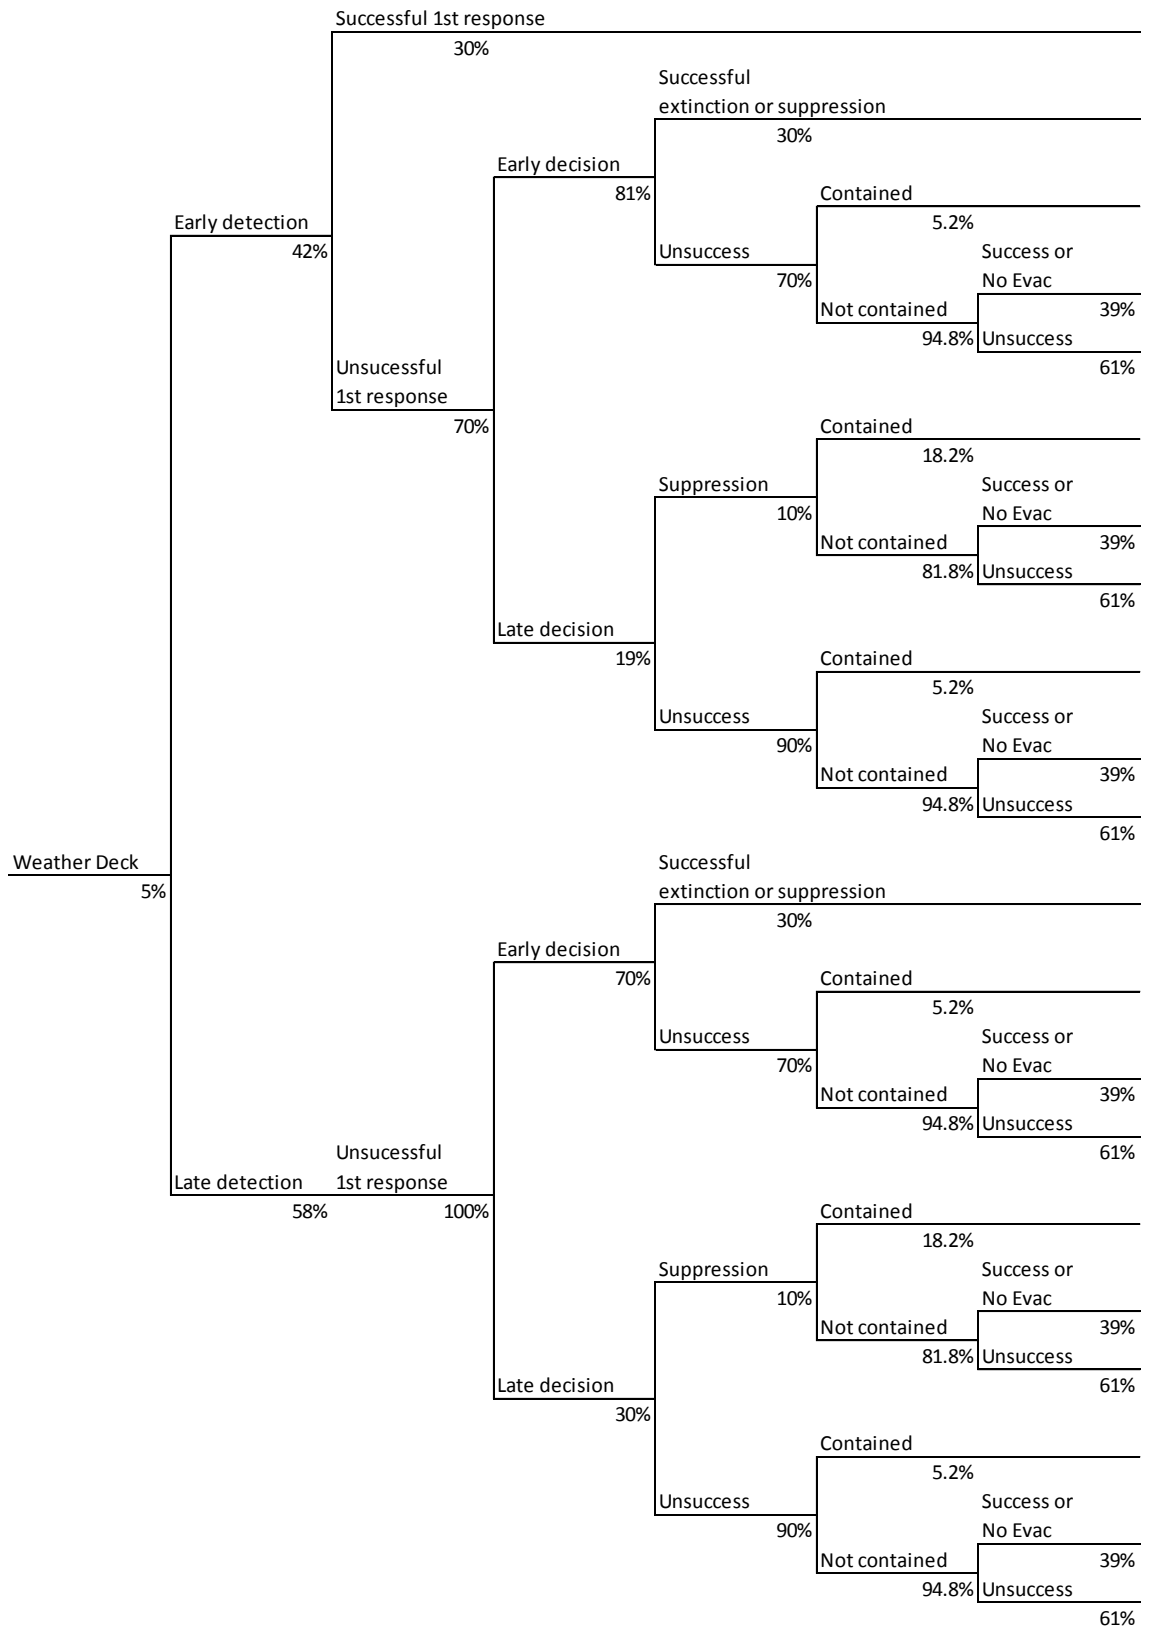 Successful 1st response
30%
Successful
extinction or suppression
30%
Early decision
81%
Contained
5.2%
Early detection
42%
Unsuccess
70%
Success or
No Evac
39%
Not contained
94.8%
Unsuccess
61%
Unsucessful
1st response
70%
Contained
18.2%
Suppression
10%
Success or
No Evac
39%
Not contained
81.8%
Unsuccess
61%
Late decision
19%
Contained
5.2%
Unsuccess
90%
Success or
No Evac
39%
Not contained
94.8%
Unsuccess
61%
Weather Deck
5%
Successful
extinction or suppression
30%
Early decision
70%
Contained
5.2%
Unsuccess
70%
Success or
No Evac
39%
Not contained
94.8%
Unsuccess
61%
Late detection
58%
Unsucessful
1st response
100%
Contained
18.2%
Suppression
10%
Success or
No Evac
39%
Not contained
81.8%
Unsuccess
61%
Late decision
30%
Contained
5.2%
Unsuccess
90%
Success or
No Evac
39%
Not contained
94.8%
Unsuccess
61%